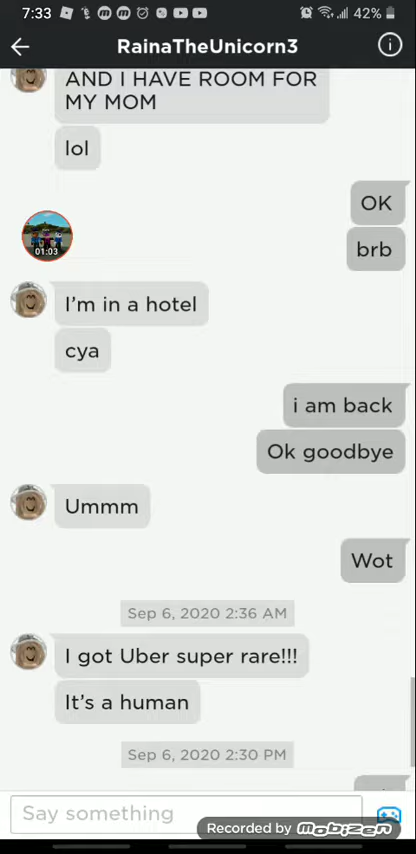 7:33
42%
RainaTheUnicorn3
AND I HAVE ROOM FOR
MY MOM
lol
OK
brb
01:03
I'm in a hotel
cya
i am back
Ok goodbye
Ummm
Wot
Sep 6, 2020 2:36 AM
I got Uber super rare!!!
It's a human
Sep 6, 2020 2:30 PM
Say something
Recorded by Mobizen